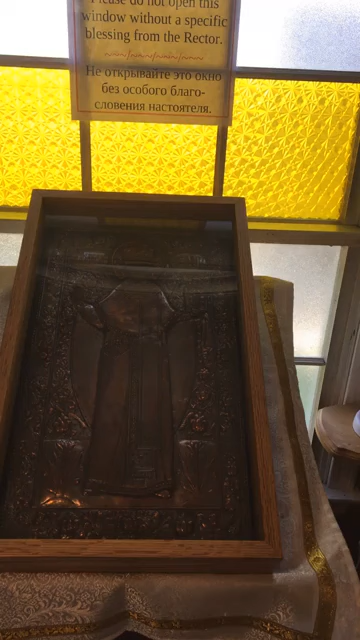 Please do not open this
window without a specific
blessing from the Rector.
Не открывайте это окно
без особого благо-
словения настоятеля.